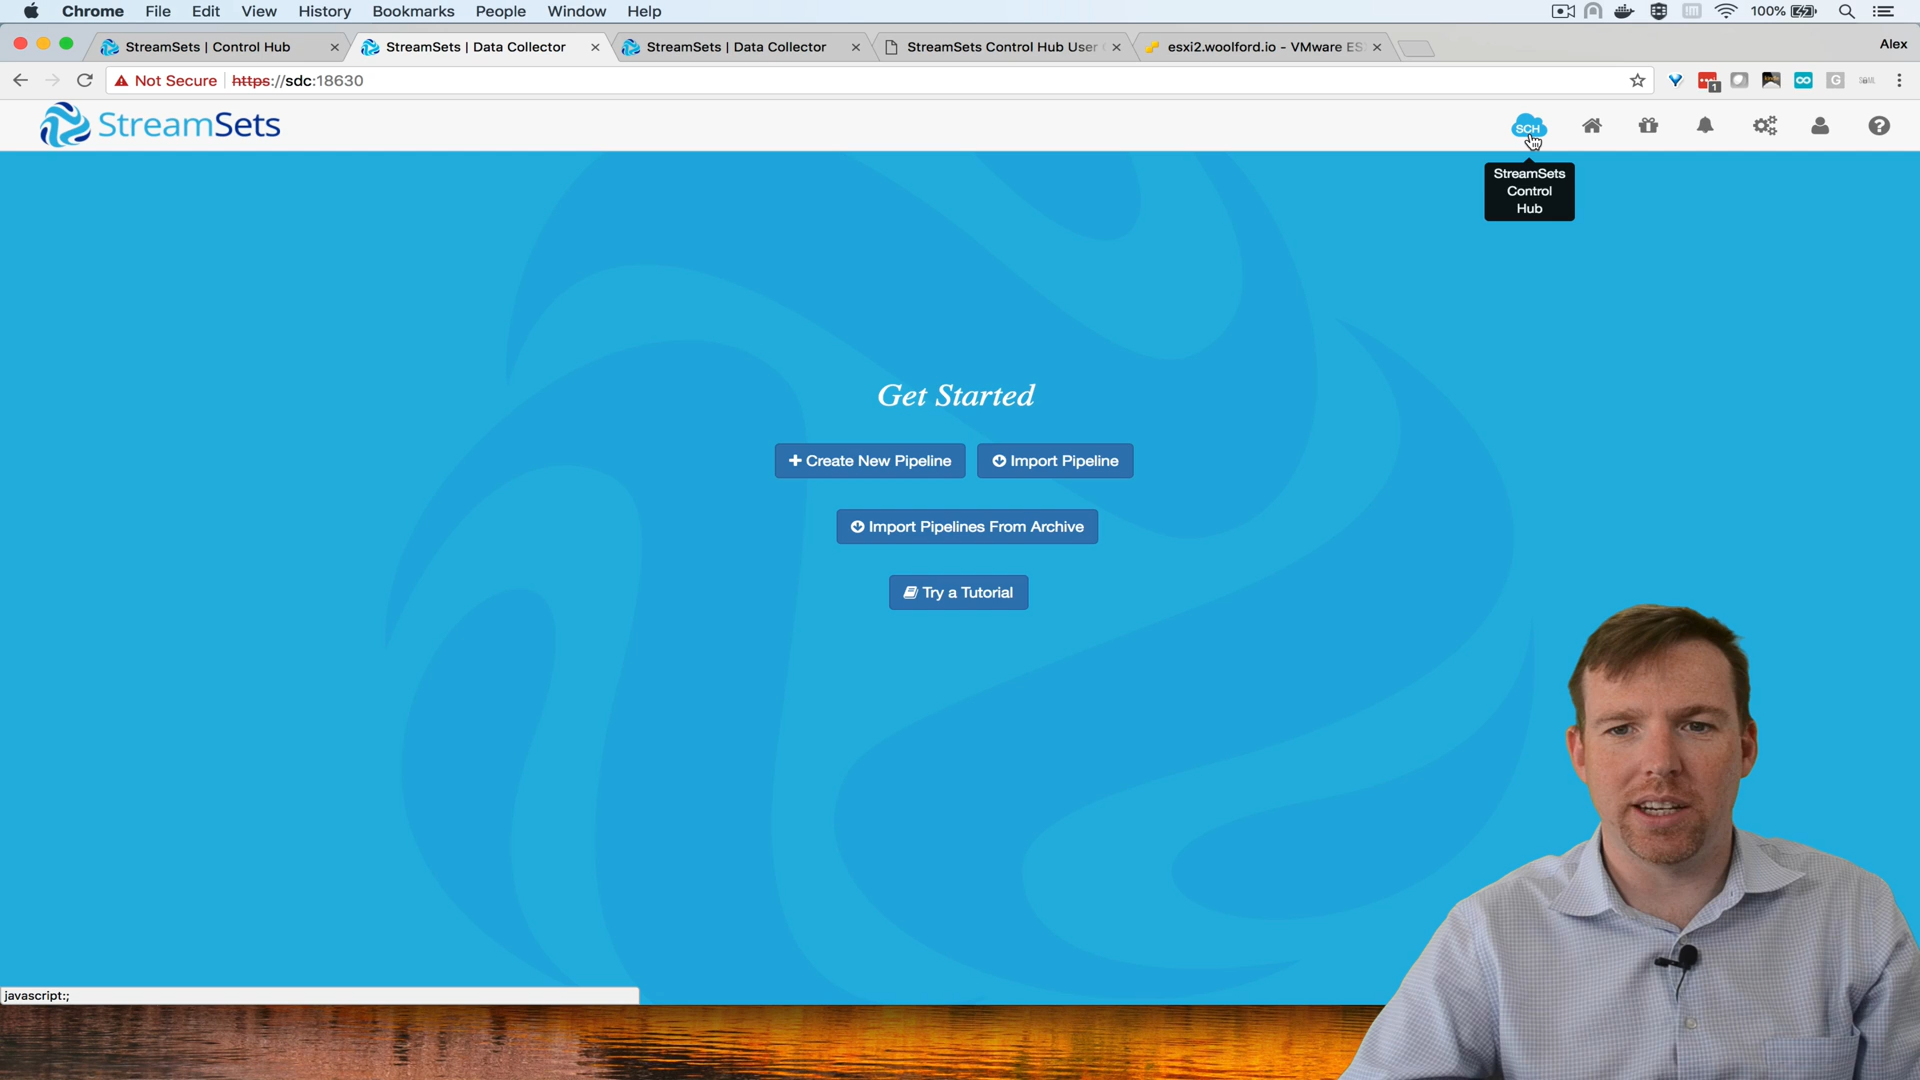 Chrome File Edit View History Bookmarks People Window Help 100%
StreamSets | Control Hub StreamSets | Data Collector StreamSets | Data Collector StreamSets Control Hub User esxi2.woolford.io - VMware ES Alex
Not Secure https://sdc:18630 1 G
StreamSets SCH
StreamSets
Control
Hub
Get Started
Create New Pipeline Import Pipeline
Import Pipelines From Archive
Try a Tutorial
javascript:;